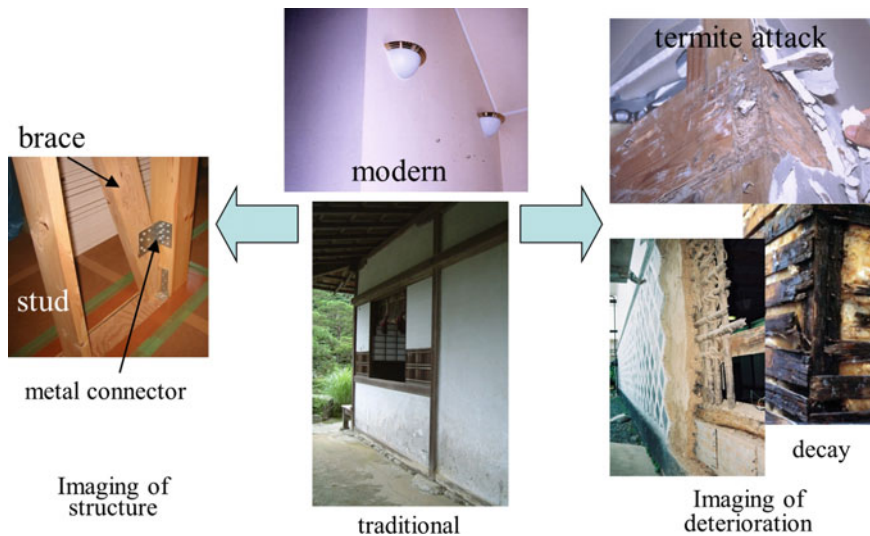 brace
stud
metal connector
Imaging of
structure
modern
traditional
termite attack
decay
Imaging of
deterioration